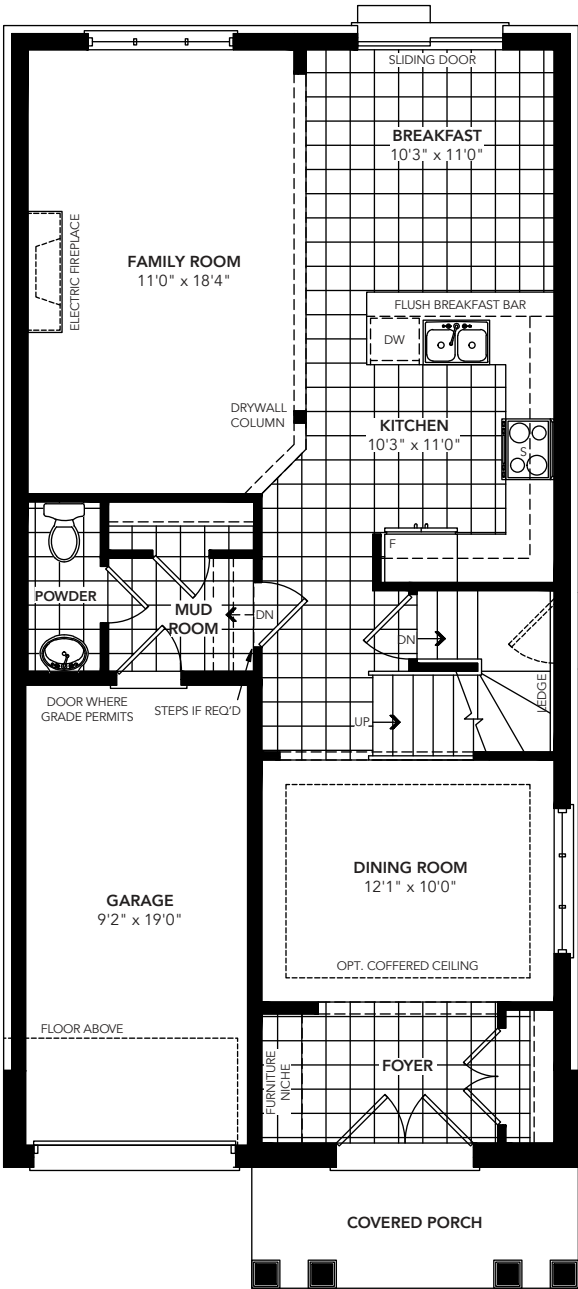 SLIDING DOOR
BREAKFAST
10'3" x 11'0"
FAMILY ROOM
11'0" x 18'4"
ELECTRIC FIREPLACE
FLUSH BREAKFAST BAR
DW
DRYWALL
COLUMN
KITCHEN
10'3" x 11'0"
S
F
POWDER
MUD
ROOM
DN
DN
LEDGE
DOOR WHERE
GRADE PERMITS
STEPS IF REQ'D
UP
DINING ROOM
12'1" x 10'0"
GARAGE
9'2" x 19'0"
OPT. COFFERED CEILING
FLOOR ABOVE
FURNITURE
NICHE
FOYER
COVERED PORCH